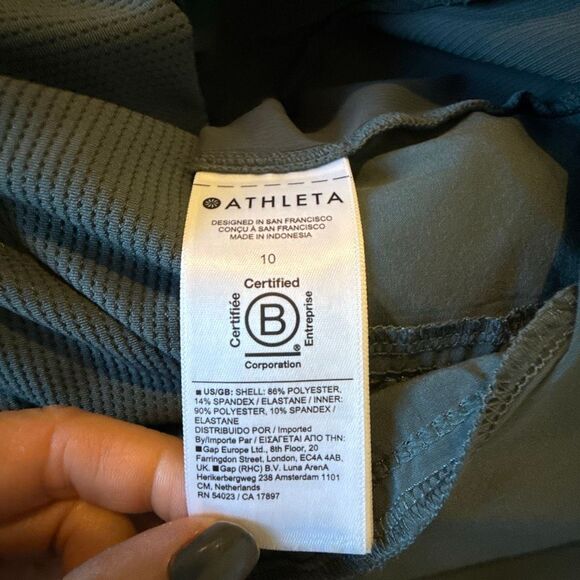 ATHLETA
DESIGNED IN SAN FRANCISCO
CONÇU À SAN FRANCISCO
MADE IN INDONESIA
10
Certified
Certifiée
B
Entreprise
®
Corporation
■ US/GB: SHELL: 86% POLYESTER,
14% SPANDEX / ELASTANE / INNER:
90% POLYESTER, 10% SPANDEX /
ELASTANE
DISTRIBUIDO POR / Imported
By/Importe Par / ΕΙΣΑΓΕΤΑΙ ΑΠΟ ΤΗΝ:
■ Gap Europe Ltd., 8th Floor, 20
Farringdon Street, London, EC4A 4AB,
UK. ■ Gap (RHC) B.V. Luna ArenA
Herikerbergweg 238 Amsterdam 1101
CM, Netherlands
RN 54023 / CA 17897